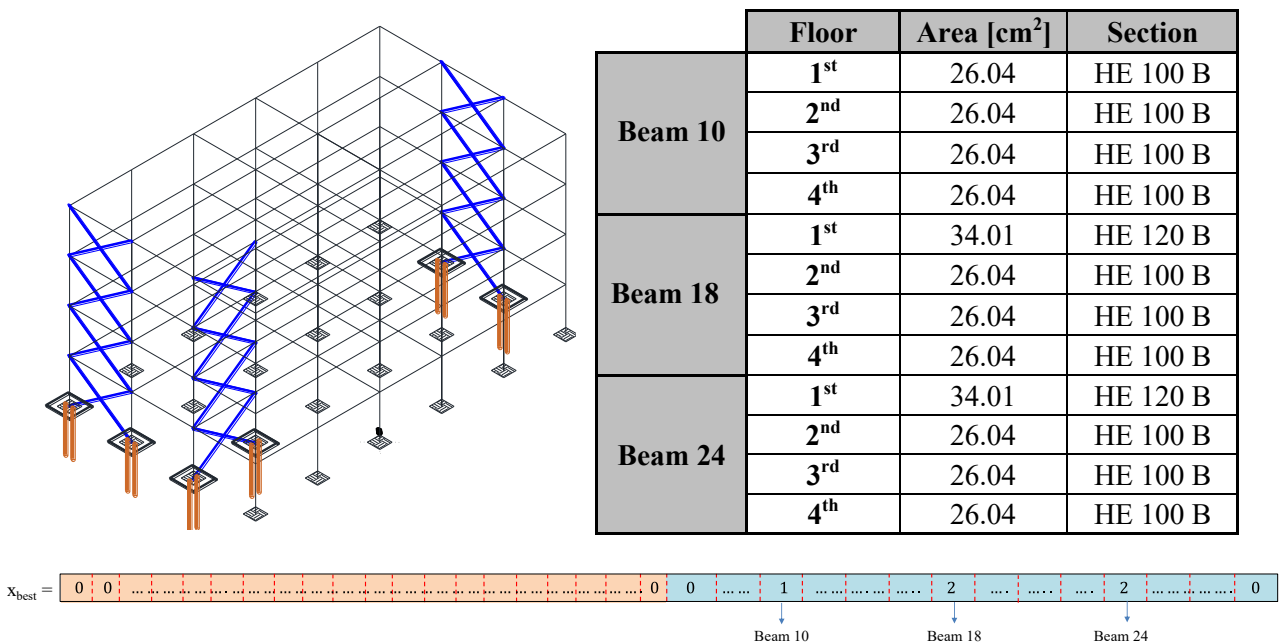 Floor Area [cm²] Section
Beam 10
1st 26.04 HE 100 B
2nd 26.04 HE 100 B
3rd 26.04 HE 100 B
4th 26.04 HE 100 B
Beam 18
1st 34.01 HE 120 B
2nd 26.04 HE 100 B
3rd 26.04 HE 100 B
4th 26.04 HE 100 B
Beam 24
1st 34.01 HE 120 B
2nd 26.04 HE 100 B
3rd 26.04 HE 100 B
4th 26.04 HE 100 B
xbest = 0 0 ... 0 0 ... 1 ... 2 ... 2 ... 0
Beam 10 Beam 18 Beam 24